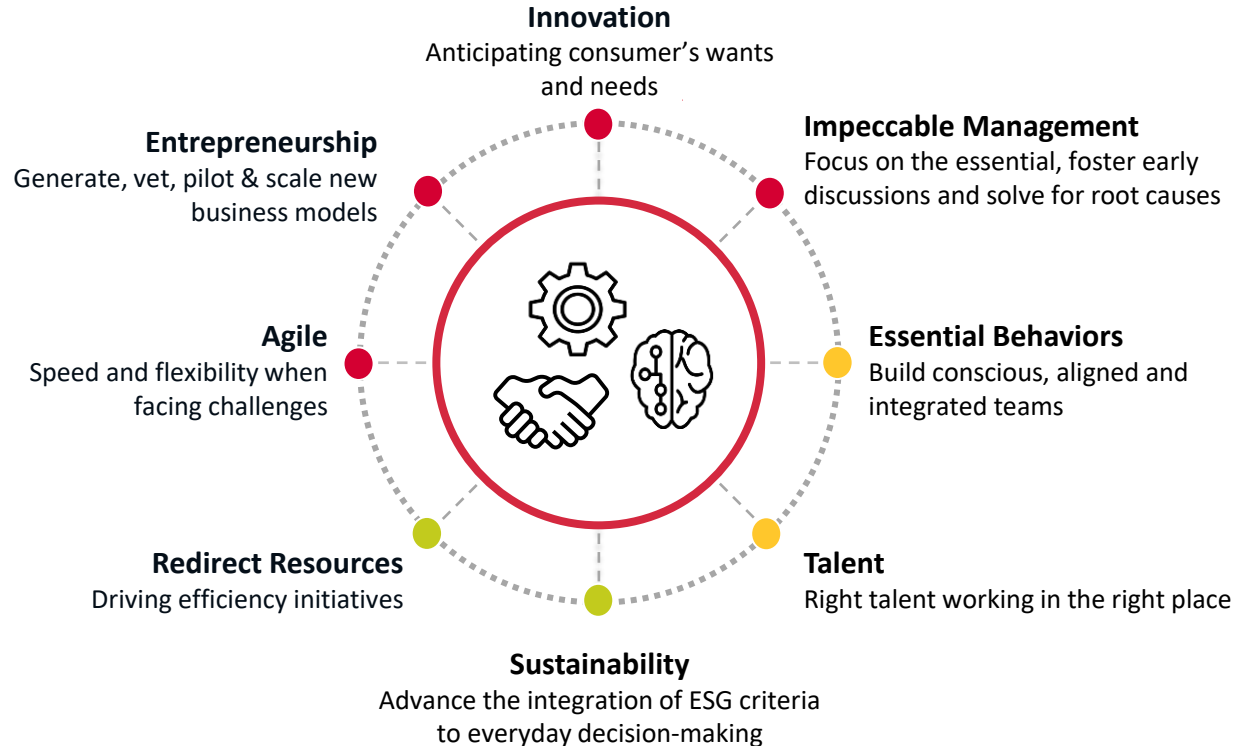 Innovation
Anticipating consumer's wants
and needs
Impeccable Management
Focus on the essential, foster early
discussions and solve for root causes
Essential Behaviors
Build conscious, aligned and
integrated teams
Talent
Right talent working in the right place
Sustainability
Advance the integration of ESG criteria
to everyday decision-making
Redirect Resources
Driving efficiency initiatives
Agile
Speed and flexibility when
facing challenges
Entrepreneurship
Generate, vet, pilot & scale new
business models